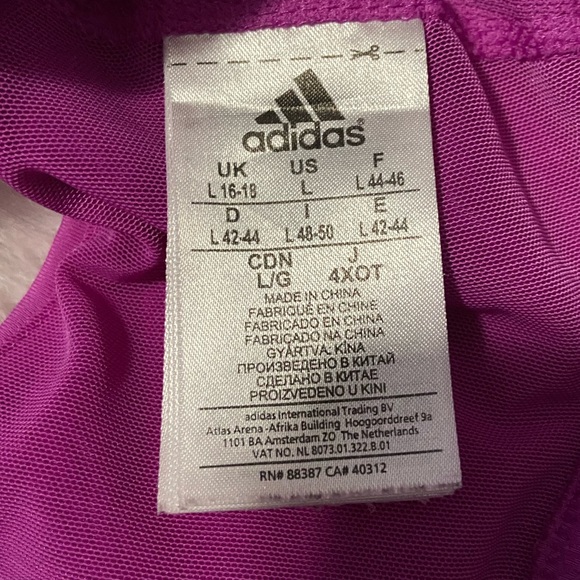 adidas
UK US F
L 16-18 L L 44-46
D I E
L 42-44 L 48-50 L 42-44
CDN J
L/G 4XOT
MADE IN CHINA
FABRIQUÉ EN CHINE
FABRICADO EN CHINA
FABRICADO NA CHINA
GYÁRTVA: KÍNA
ПРОИЗВЕДЕНО В КИТАЙ
СДЕЛАНО В КИТАЕ
PROIZVEDENO U KINI
adidas International Trading BV
Atlas Arena -Afrika Building Hoogoorddreef 9a
1101 BA Amsterdam ZO The Netherlands
VAT NO. NL 8073.01.322.B.01
RN# 88387 CA# 40312